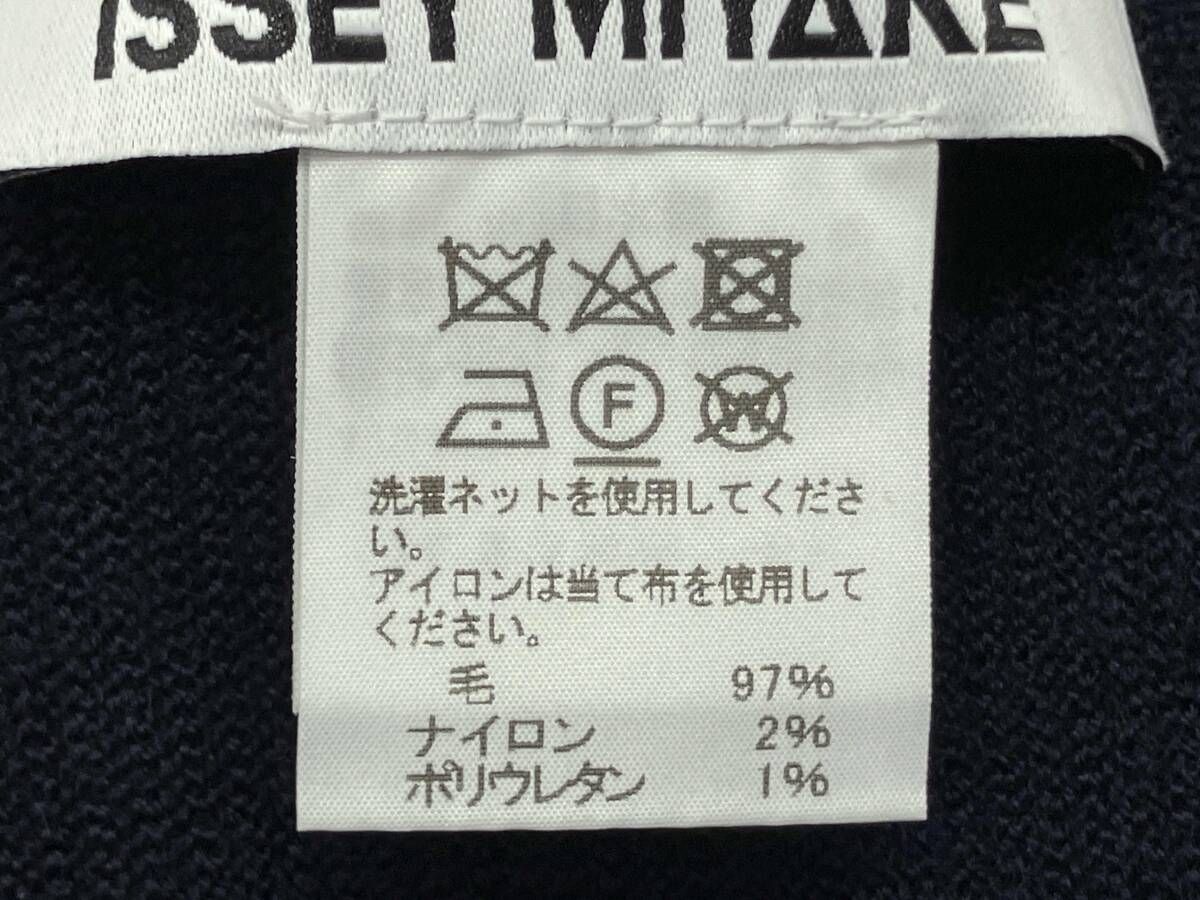 ISSEY MIYAKE
F
W
洗濯ネットを使用してくださ
い。
アイロンは当て布を使用して
ください。
毛 97%
ナイロン 2%
ポリウレタン 1%